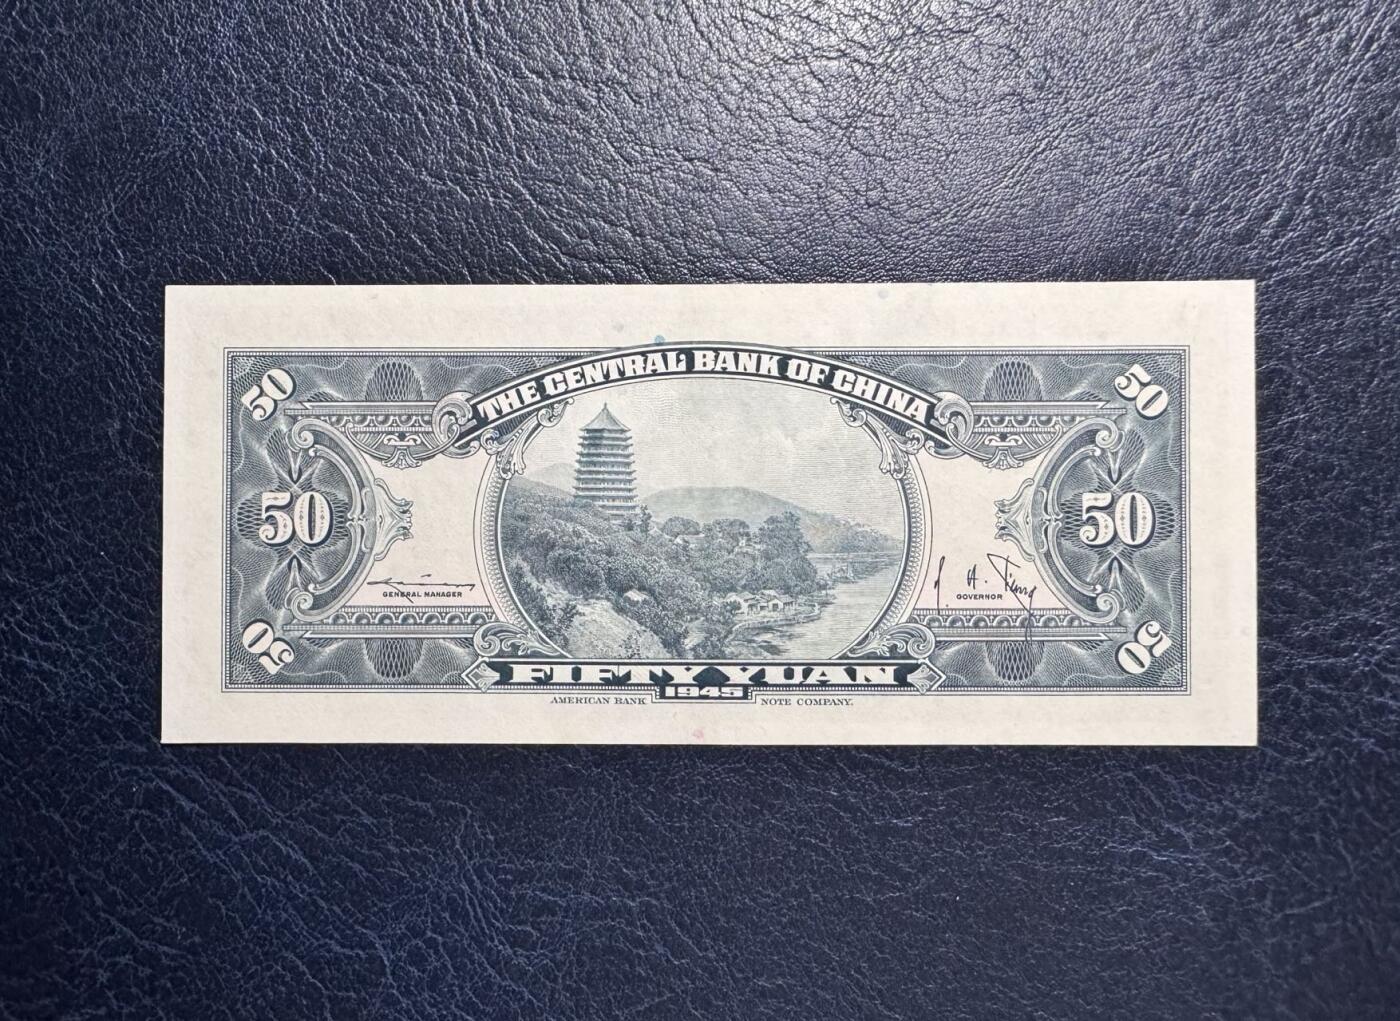 THE CENTRAL BANK OF CHINA
50
50
50
50
GENERAL MANAGER
GOVERNOR
50
50
FIFTY YUAN
1945
AMERICAN BANK NOTE COMPANY.